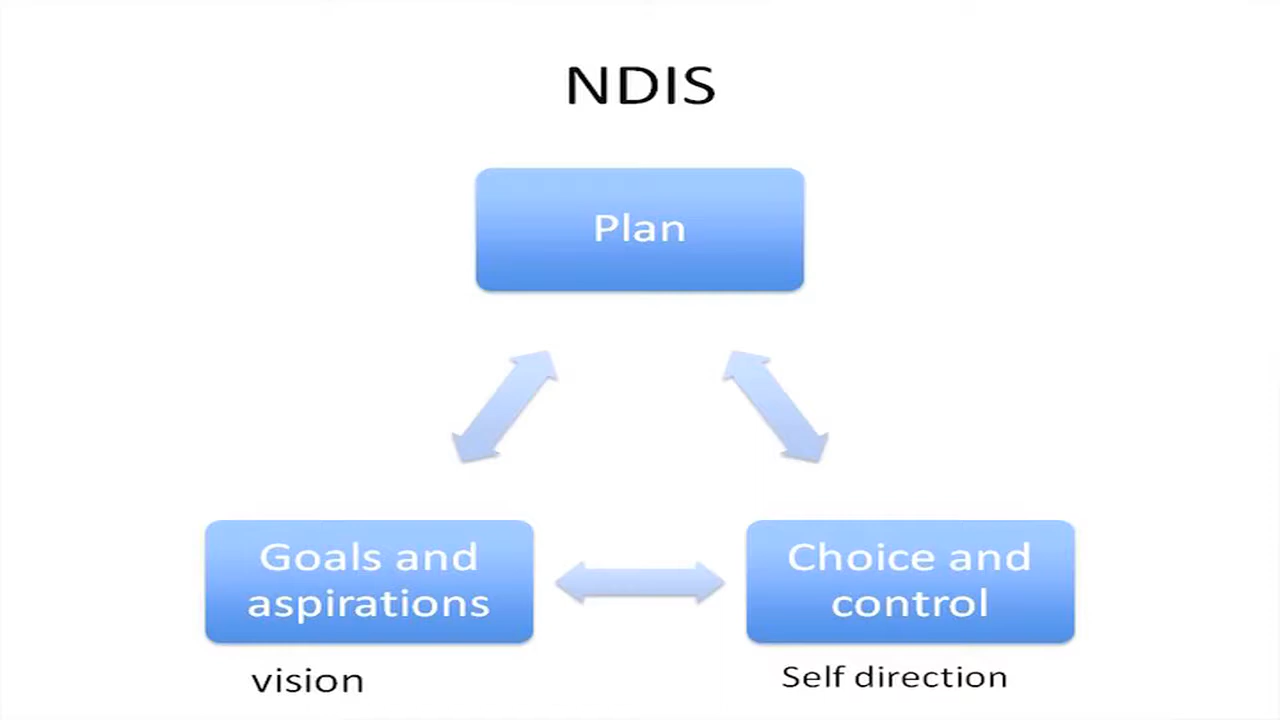 NDIS
Plan
Goals and
aspirations
Choice and
control
vision
Self direction